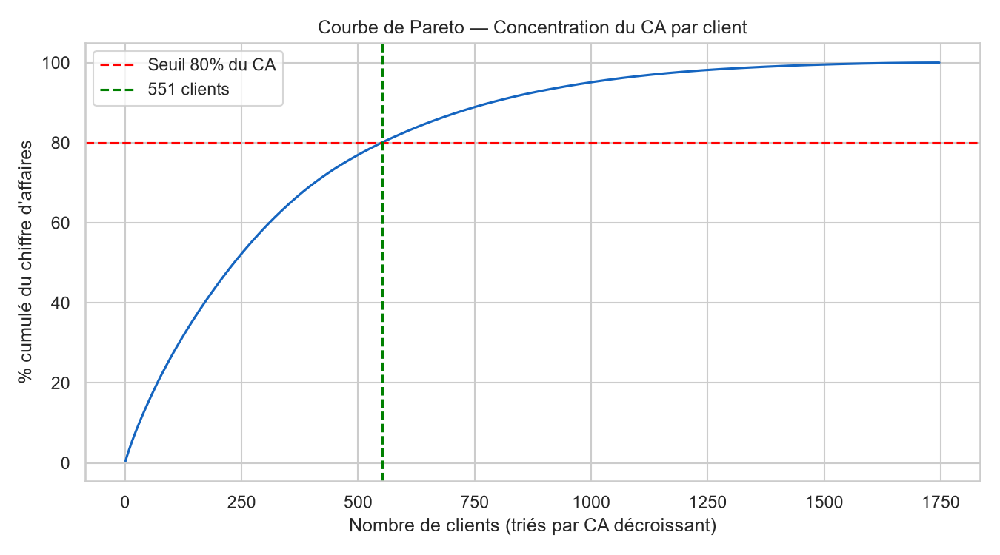 Courbe de Pareto — Concentration du CA par client
Seuil 80% du CA
551 clients
% cumulé du chiffre d'affaires
100
80
60
40
20
0
0 250 500 750 1000 1250 1500 1750
Nombre de clients (triés par CA décroissant)